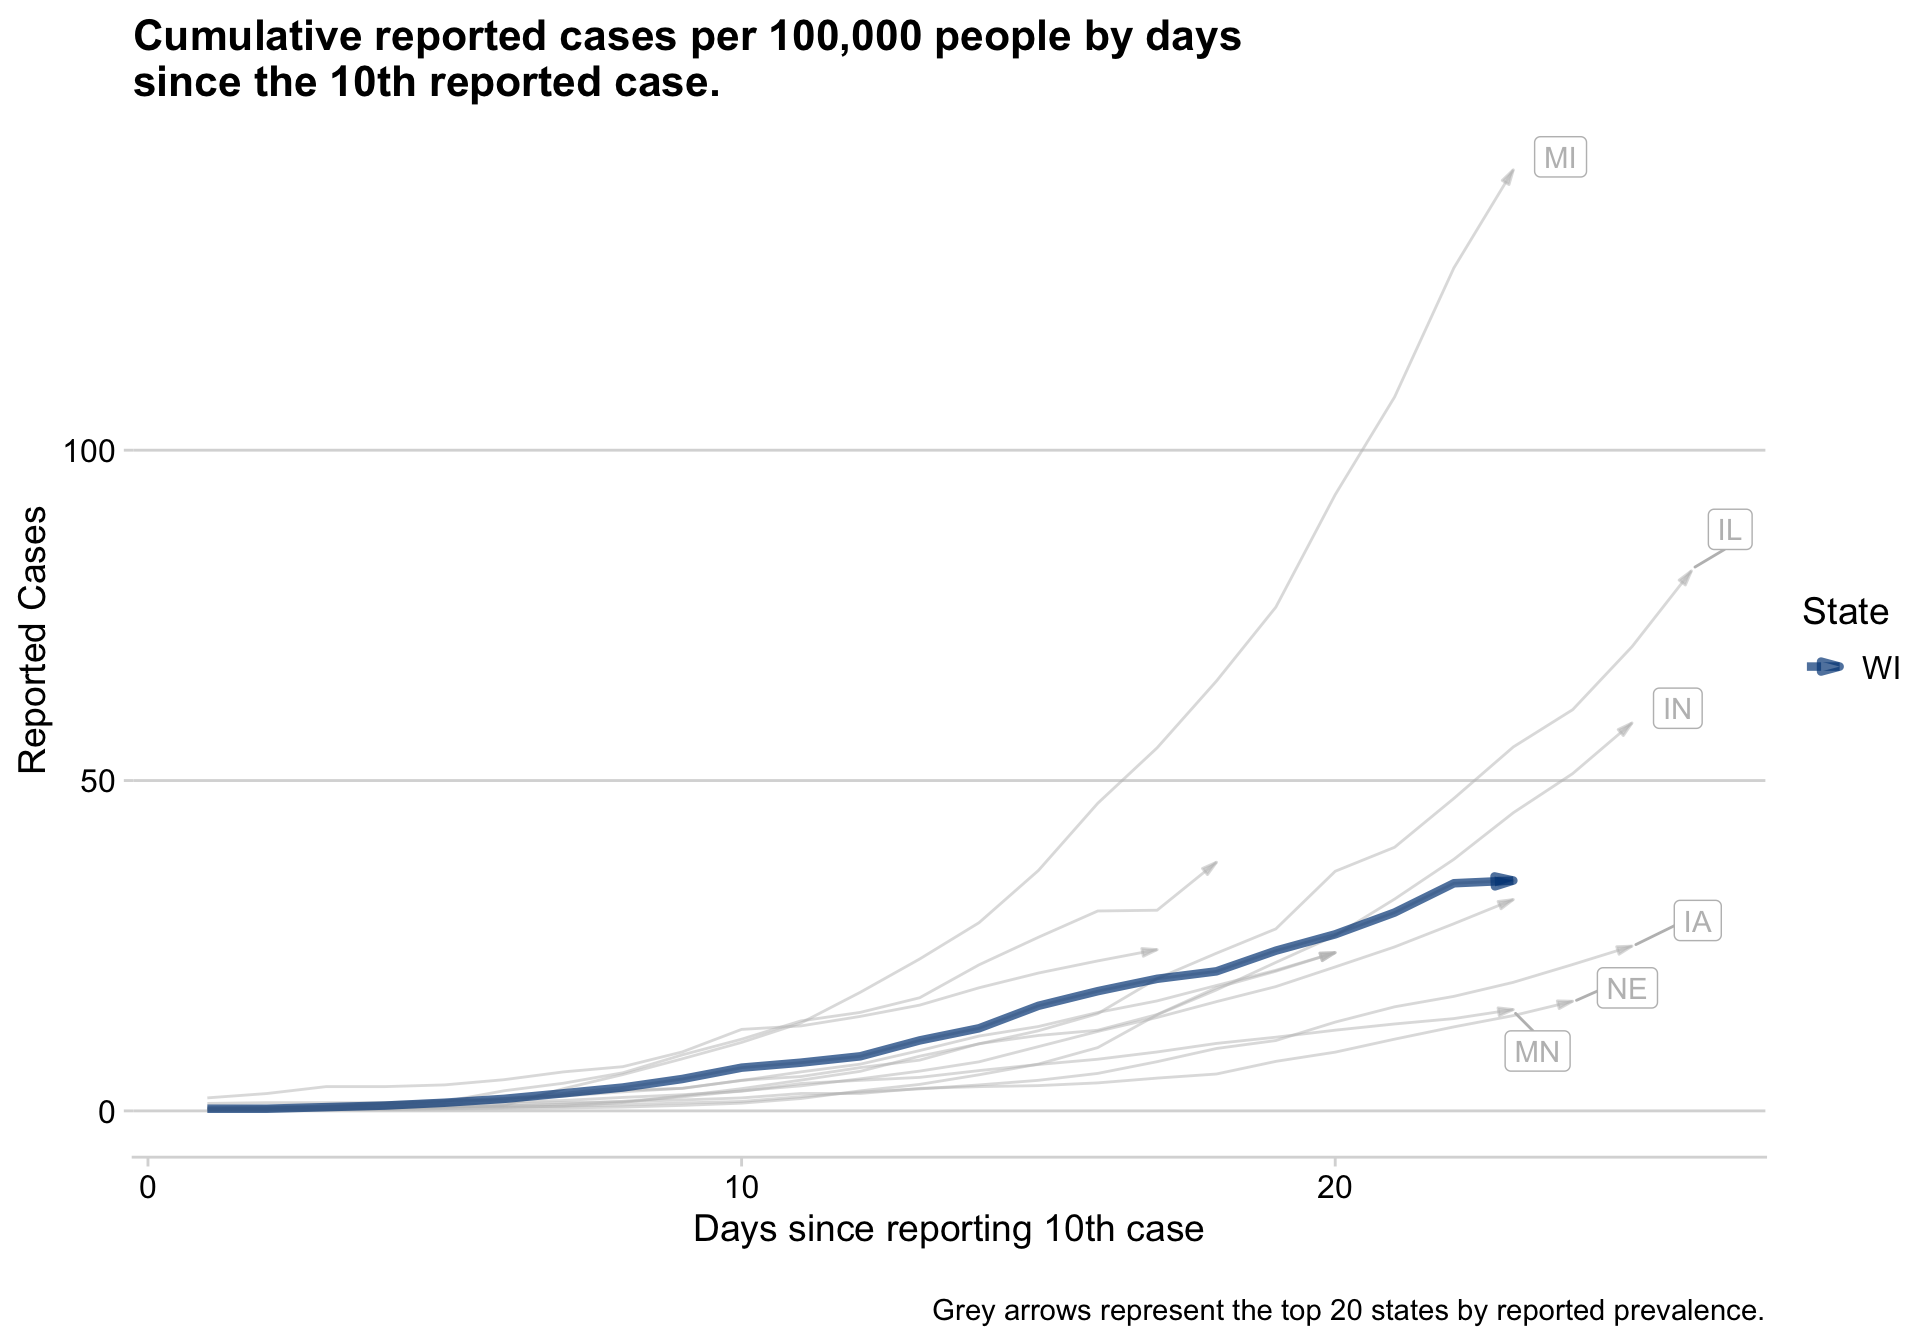 Cumulative reported cases per 100,000 people by days
since the 10th reported case.
MI
100
IL
Reported Cases
State
WI
IN
50
IA
NE
MN
0
0 10 20
Days since reporting 10th case
Grey arrows represent the top 20 states by reported prevalence.